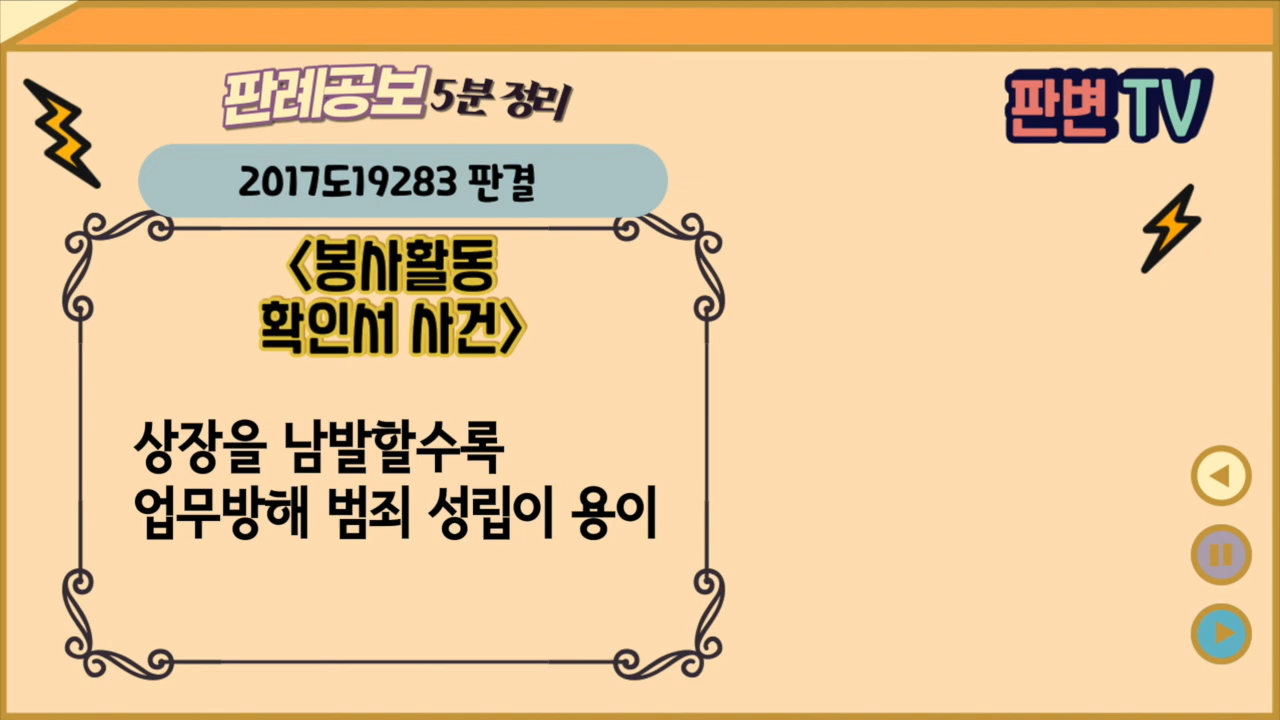 판례공보 5분 정리
판변 TV
2017도19283 판결
<봉사활동
확인서 사건>
상장을 남발할수록
업무방해 범죄 성립이 용이